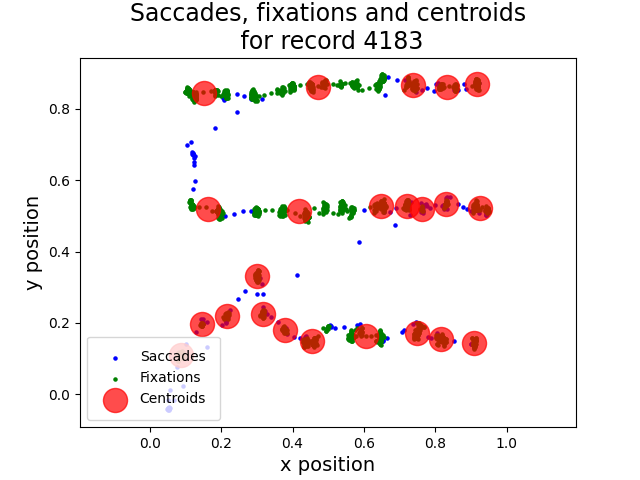 Saccades, fixations and centroids
for record 4183
y position
0.8
0.6
0.4
0.2
0.0
Saccades
Fixations
Centroids
0.0 0.2 0.4 0.6 0.8 1.0
x position